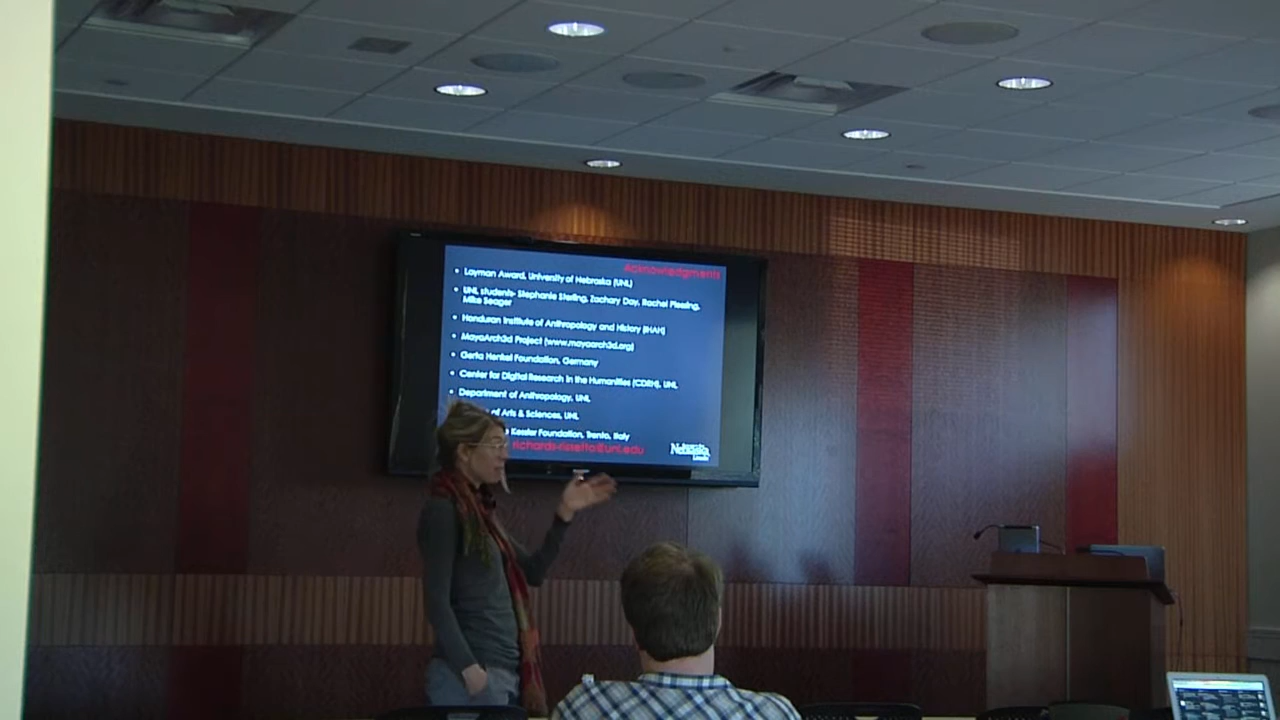 Acknowledgments
• Layman Award, University of Nebraska (UNL)
• UNL students- Stephanie Sterling, Zachary Day, Rachel Plessing,
Mike Seager
• Honduran Institute of Anthropology and History (IHAH)
• MayaArch3d Project (www.mayaarch3d.org)
• Gerta Henkel Foundation, Germany
• Center for Digital Research in the Humanities (CDRH), UNL
• Department of Anthropology, UNL
of Arts & Sciences, UNL
Kessler Foundation, Trento, Italy
richards-rissetto@unl.edu
Nebraska
Lincoln